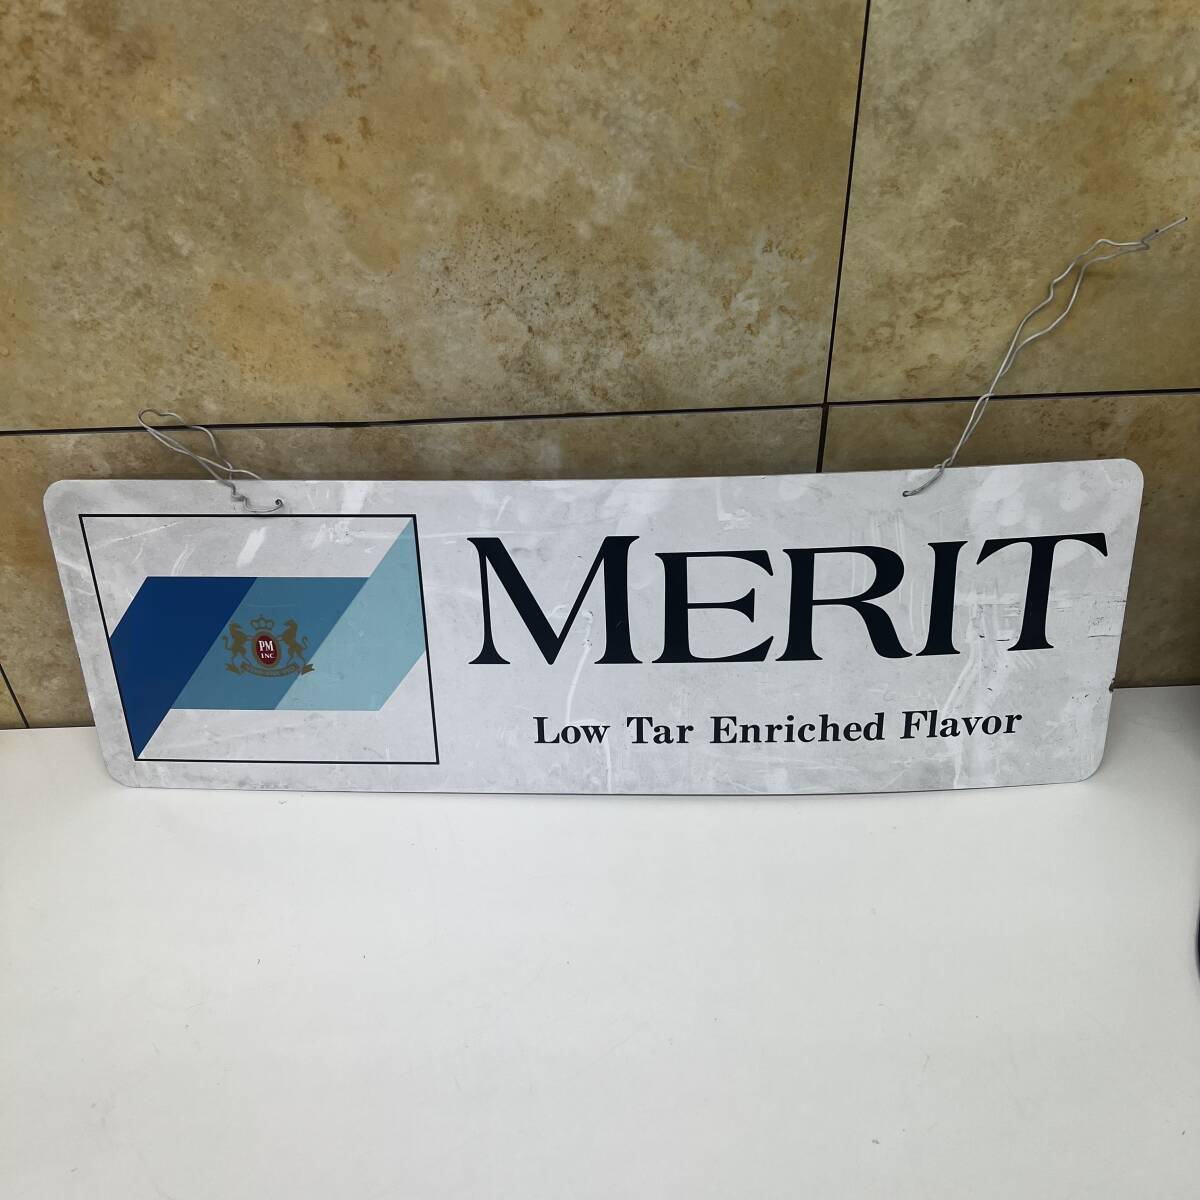 PM
INC.
MERIT
Low Tar Enriched Flavor